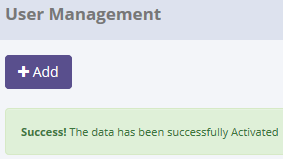 User Management
+ Add
Success! The data has been successfully Activated